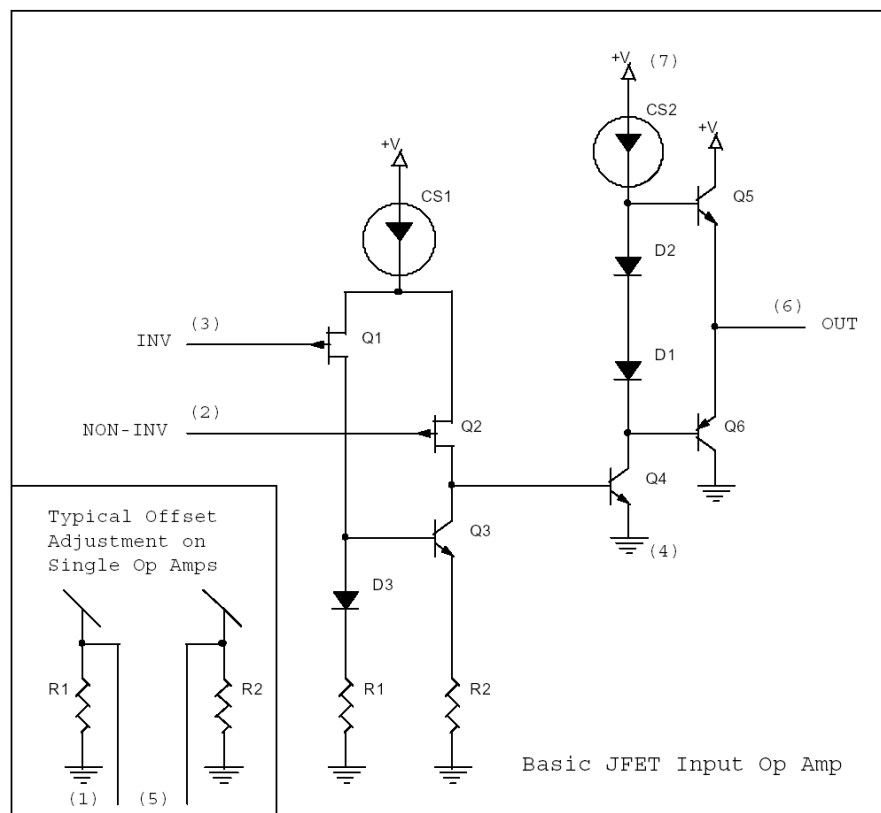 +V (7)
CS2
+V
+V
Q5
CS1
D2
(6)
OUT
(3)
INV
Q1
D1
(2)
NON-INV
Q2
Q6
Q4
Typical Offset
Adjustment on
Single Op Amps
Q3
(4)
D3
R1
R2
R1
R2
Basic JFET Input Op Amp
(1)
(5)